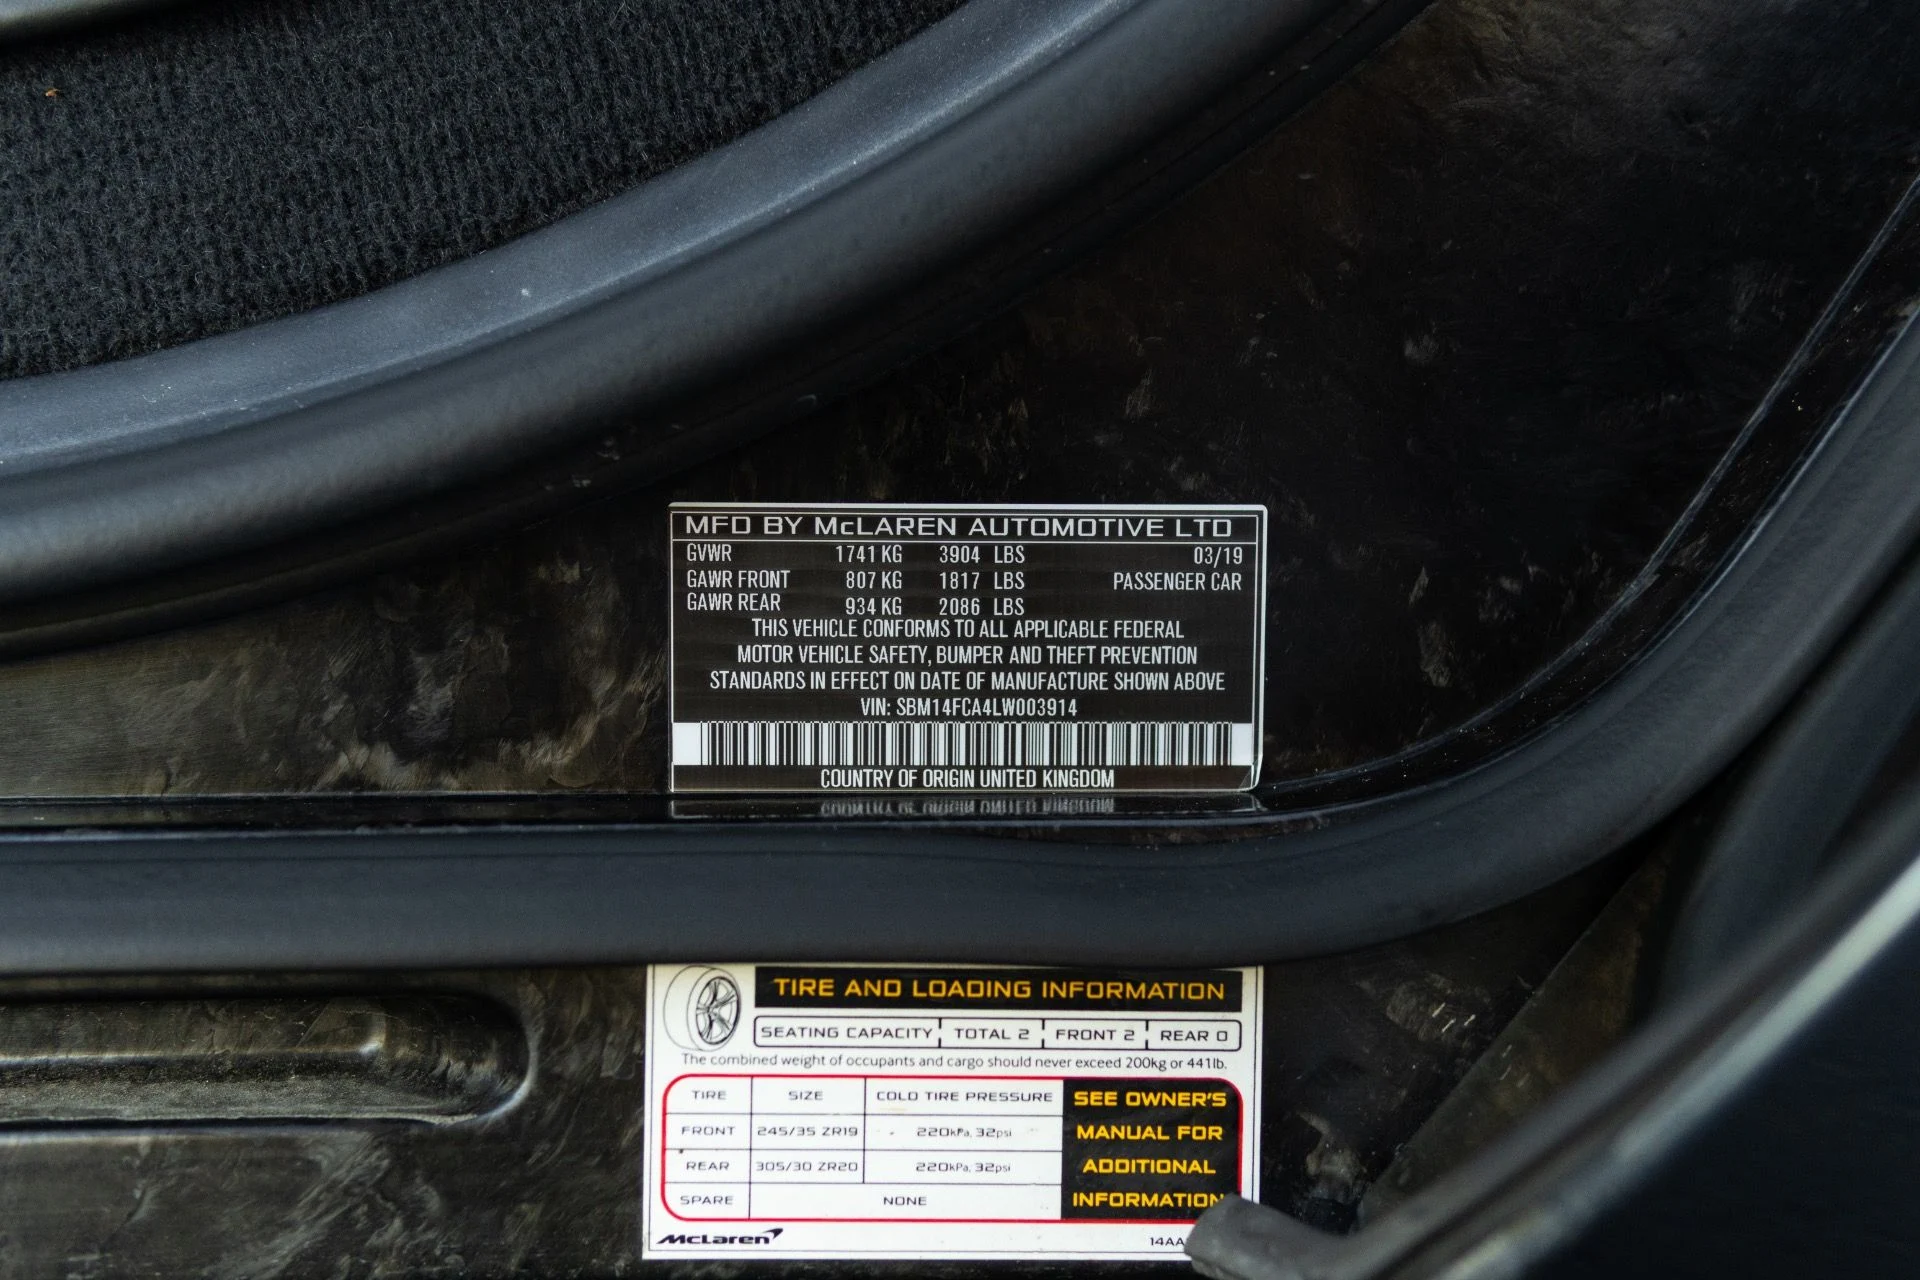 MFD BY McLAREN AUTOMOTIVE LTD
GVWR 1741 KG 3904 LBS 03/19
GAWR FRONT 807 KG 1817 LBS PASSENGER CAR
GAWR REAR 934 KG 2086 LBS
THIS VEHICLE CONFORMS TO ALL APPLICABLE FEDERAL
MOTOR VEHICLE SAFETY, BUMPER AND THEFT PREVENTION
STANDARDS IN EFFECT ON DATE OF MANUFACTURE SHOWN ABOVE
VIN: SBM14FCA4LW003914
COUNTRY OF ORIGIN UNITED KINGDOM
TIRE AND LOADING INFORMATION
SEATING CAPACITY TOTAL 2 FRONT 2 REAR 0
The combined weight of occupants and cargo should never exceed 200kg or 441lb.
TIRE SIZE COLD TIRE PRESSURE SEE OWNER'S
FRONT 245/35 ZR19 220kPa, 32psi MANUAL FOR
REAR 305/30 ZR20 220kPa, 32psi ADDITIONAL
SPARE NONE INFORMATION
McLaren 14AA